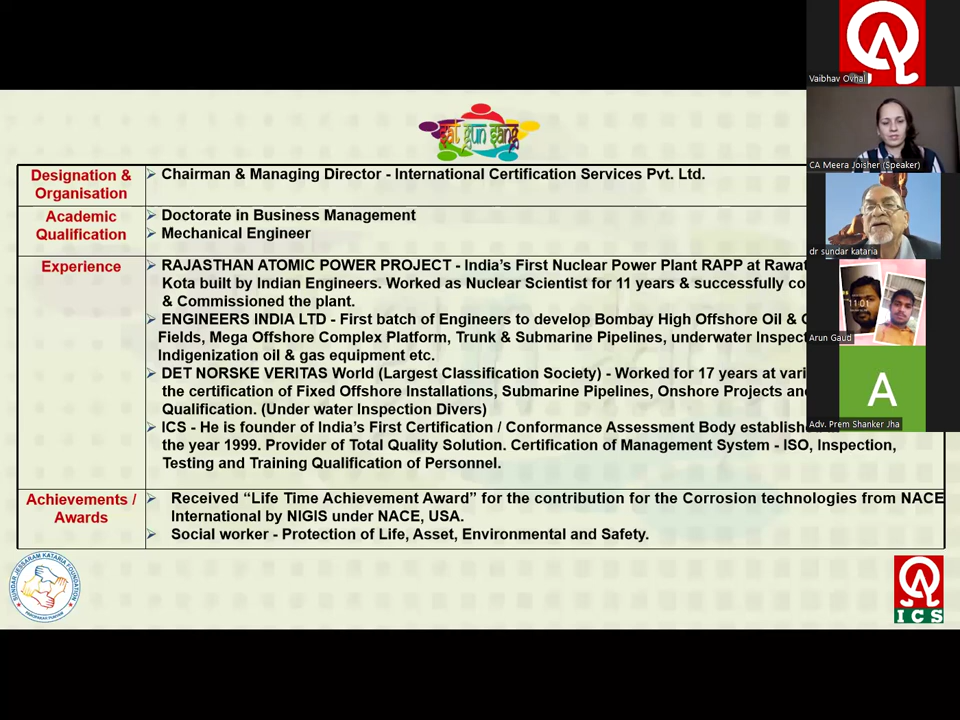 sat gun sang
Designation &
Organisation
Chairman & Managing Director - International Certification Services Pvt. Ltd.
Academic
Qualification
Doctorate in Business Management
Mechanical Engineer
Experience
RAJASTHAN ATOMIC POWER PROJECT - India's First Nuclear Power Plant RAPP at Rawat
Kota built by Indian Engineers. Worked as Nuclear Scientist for 11 years & successfully co
& Commissioned the plant.
ENGINEERS INDIA LTD - First batch of Engineers to develop Bombay High Offshore Oil &
Fields, Mega Offshore Complex Platform, Trunk & Submarine Pipelines, underwater Inspect
Indigenization oil & gas equipment etc.
DET NORSKE VERITAS World (Largest Classification Society) - Worked for 17 years at vari
the certification of Fixed Offshore Installations, Submarine Pipelines, Onshore Projects an
Qualification. (Under water Inspection Divers)
ICS - He is founder of India's First Certification / Conformance Assessment Body establish
the year 1999. Provider of Total Quality Solution. Certification of Management System - ISO, Inspection,
Testing and Training Qualification of Personnel.
Achievements /
Awards
Received “Life Time Achievement Award” for the contribution for the Corrosion technologies from NACE
International by NIGIS under NACE, USA.
Social worker - Protection of Life, Asset, Environmental and Safety.
SUNDAR JESSARAM KATARIA FOUNDATION
ICS
Vaibhav Ovhal
CA Meera Joisher (Speaker)
dr sundar kataria
11:01
Arun Gaud
A
Adv. Prem Shanker Jha